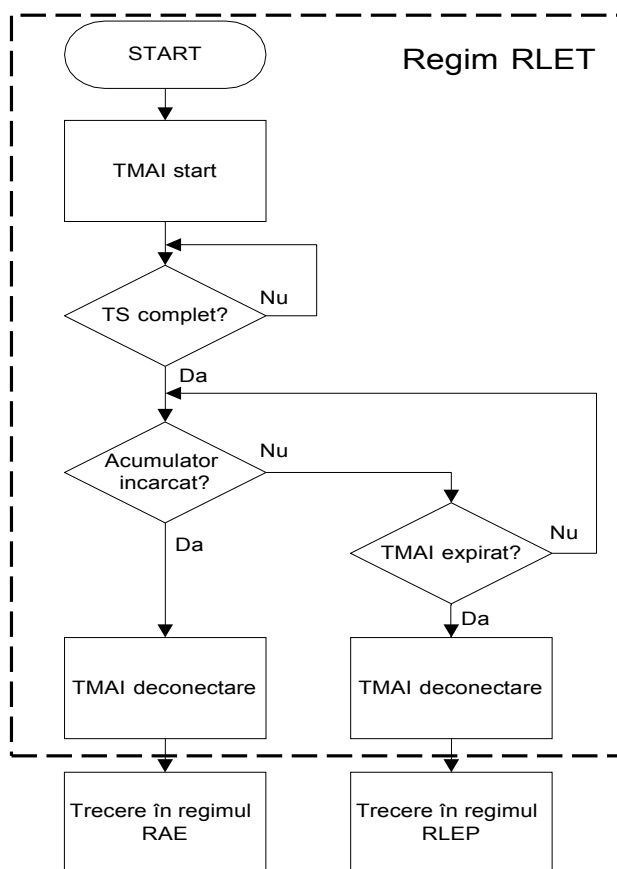 START
Regim RLET
TMAI start
TS complet?
Nu
Da
Acumulator
incarcat?
Nu
Da
TMAI expirat?
Nu
Da
TMAI deconectare
TMAI deconectare
Trecere în regimul
RAE
Trecere în regimul
RLEP